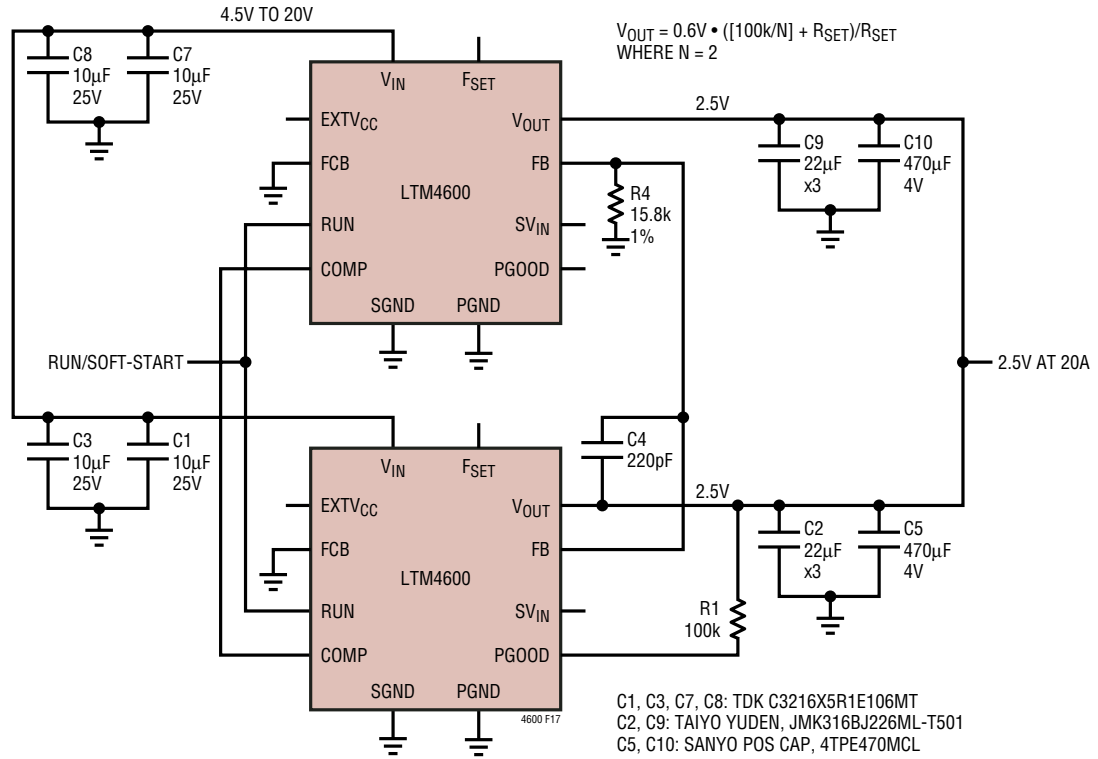 4.5V TO 20V
V_OUT = 0.6V • ([100k/N] + R_SET)/R_SET
WHERE N = 2
C8
10µF
25V
C7
10µF
25V
V_IN
F_SET
EXTV_CC
V_OUT
2.5V
FCB
FB
LTM4600
RUN
SV_IN
COMP
PGOOD
SGND
PGND
R4
15.8k
1%
C9
22µF
x3
C10
470µF
4V
RUN/SOFT-START
2.5V AT 20A
C3
10µF
25V
C1
10µF
25V
C4
220pF
V_IN
F_SET
EXTV_CC
V_OUT
2.5V
FCB
FB
LTM4600
RUN
SV_IN
COMP
PGOOD
SGND
PGND
R1
100k
C2
22µF
x3
C5
470µF
4V
4600 F17
C1, C3, C7, C8: TDK C3216X5R1E106MT
C2, C9: TAIYO YUDEN, JMK316BJ226ML-T501
C5, C10: SANYO POS CAP, 4TPE470MCL